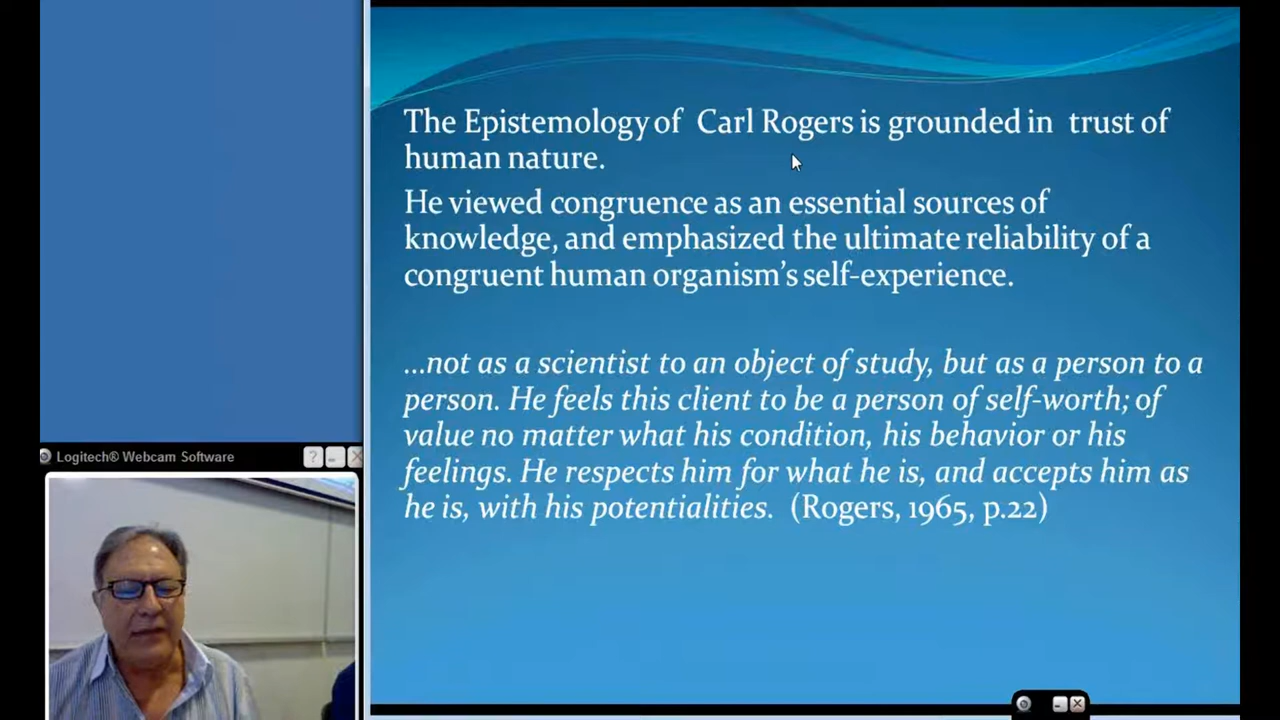 The Epistemology of Carl Rogers is grounded in trust of
human nature.
He viewed congruence as an essential sources of
knowledge, and emphasized the ultimate reliability of a
congruent human organism's self-experience.
...not as a scientist to an object of study, but as a person to a
person. He feels this client to be a person of self-worth; of
value no matter what his condition, his behavior or his
feelings. He respects him for what he is, and accepts him as
he is, with his potentialities. (Rogers, 1965, p.22)
Logitech® Webcam Software